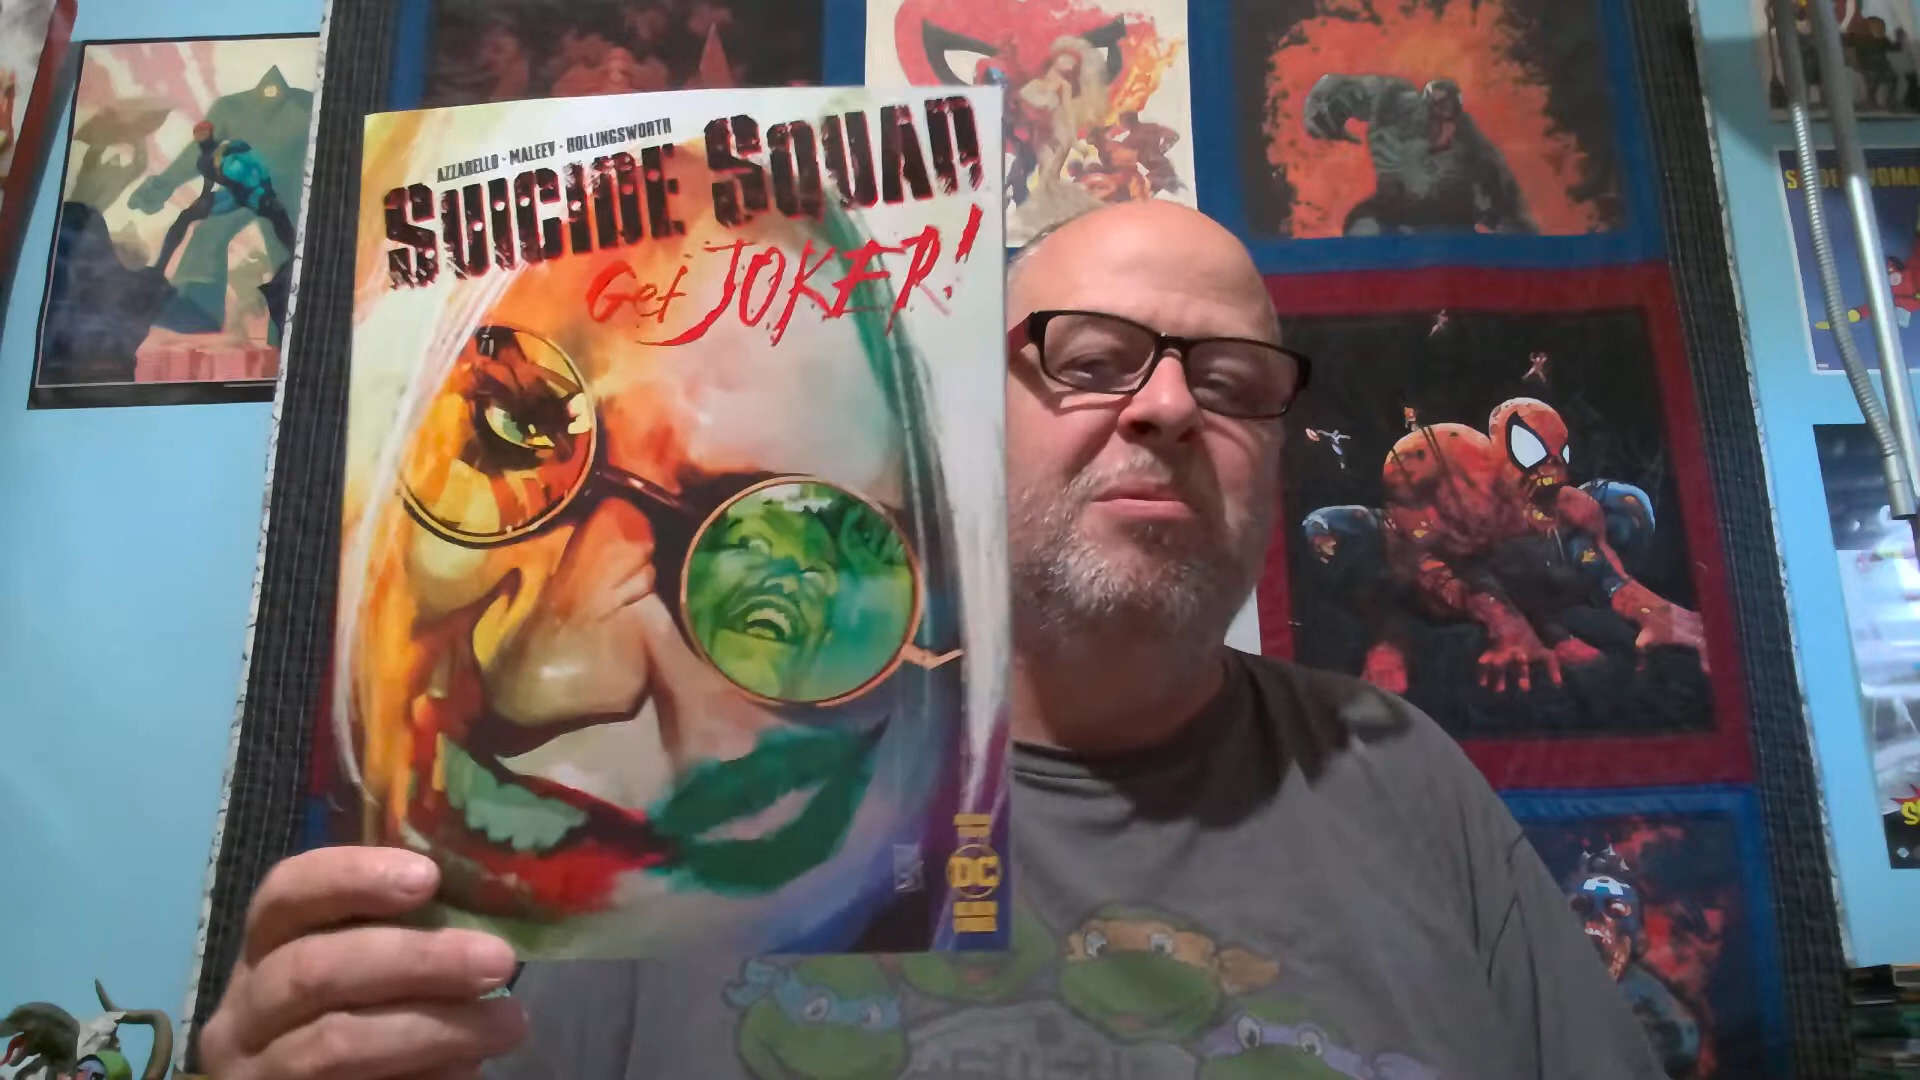 AZZARELLO • MALEEV • HOLLINGSWORTH
SUICIDE SQUAD
Get JOKER!
DC